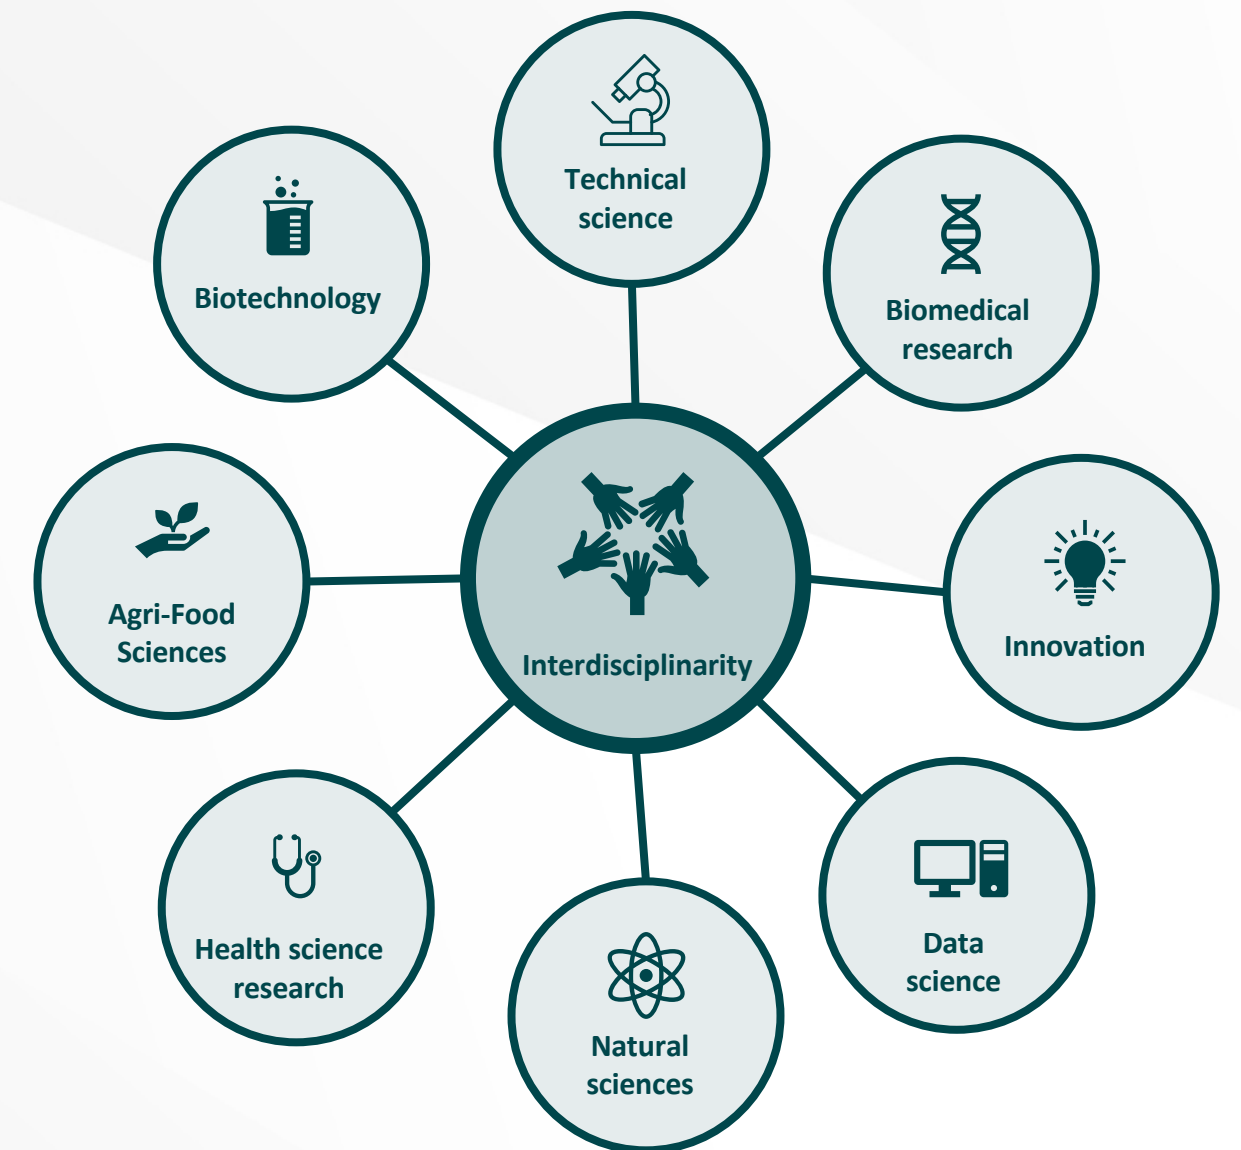 Technical
science
Biotechnology
Biomedical
research
Agri-Food
Sciences
Interdisciplinarity
Innovation
Health science
research
Data
science
Natural
sciences